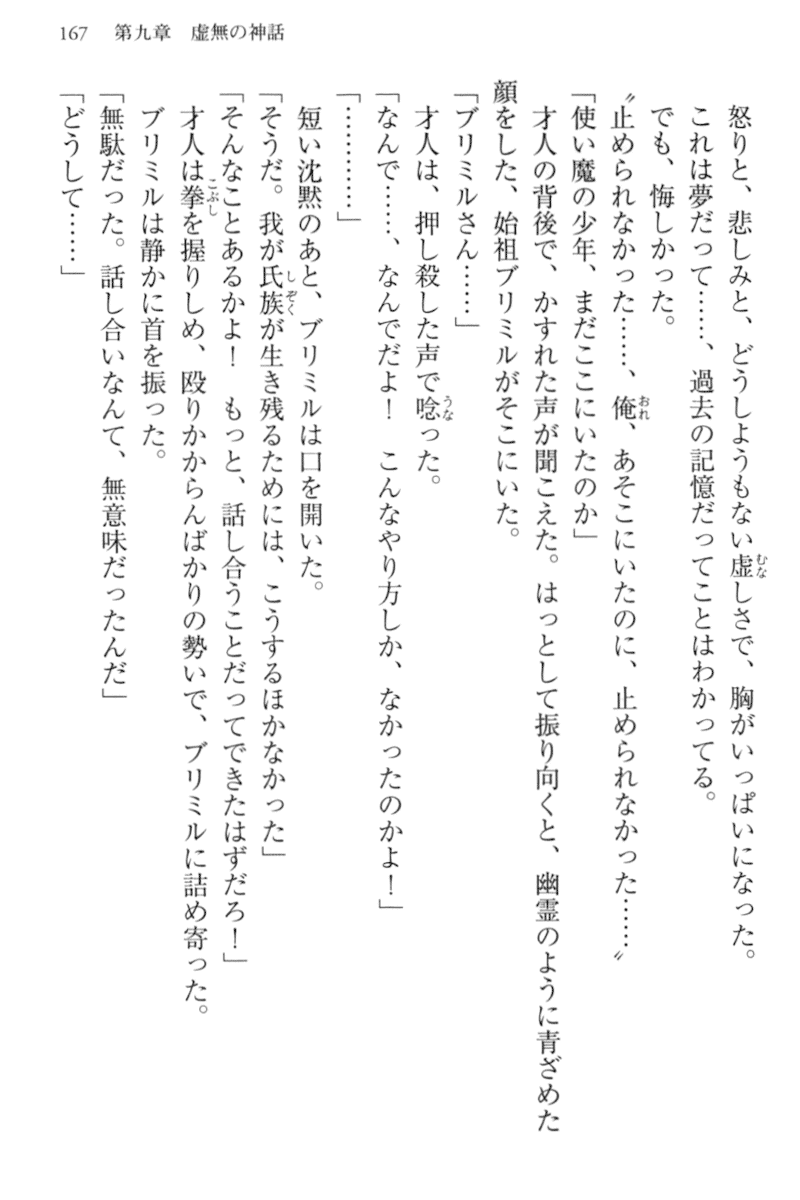 167 第九章 虚無の神話
怒りと、悲しみと、どうしようもない虚しさで、胸がいっぱいになった。
これは夢だって……、過去の記憶だってことはわかってる。
でも、悔しかった。
〝止められなかった……、俺、あそこにいたのに、止められなかった……〟
「使い魔の少年、まだここにいたのか」
才人の背後で、かすれた声が聞こえた。はっとして振り向くと、幽霊のように青ざめた
顔をした、始祖ブリミルがそこにいた。
「ブリミルさん……」
才人は、押し殺した声で唸った。
「なんで……、なんでだよ！ こんなやり方しか、なかったのかよ！」
「…………」
短い沈黙のあと、ブリミルは口を開いた。
「そうだ。我が氏族が生き残るためには、こうするほかなかった」
「そんなことあるかよ！ もっと、話し合うことだってできたはずだろ！」
才人は拳を握りしめ、殴りかからんばかりの勢いで、ブリミルに詰め寄った。
ブリミルは静かに首を振った。
「無駄だった。話し合いなんて、無意味だったんだ」
「どうして……」